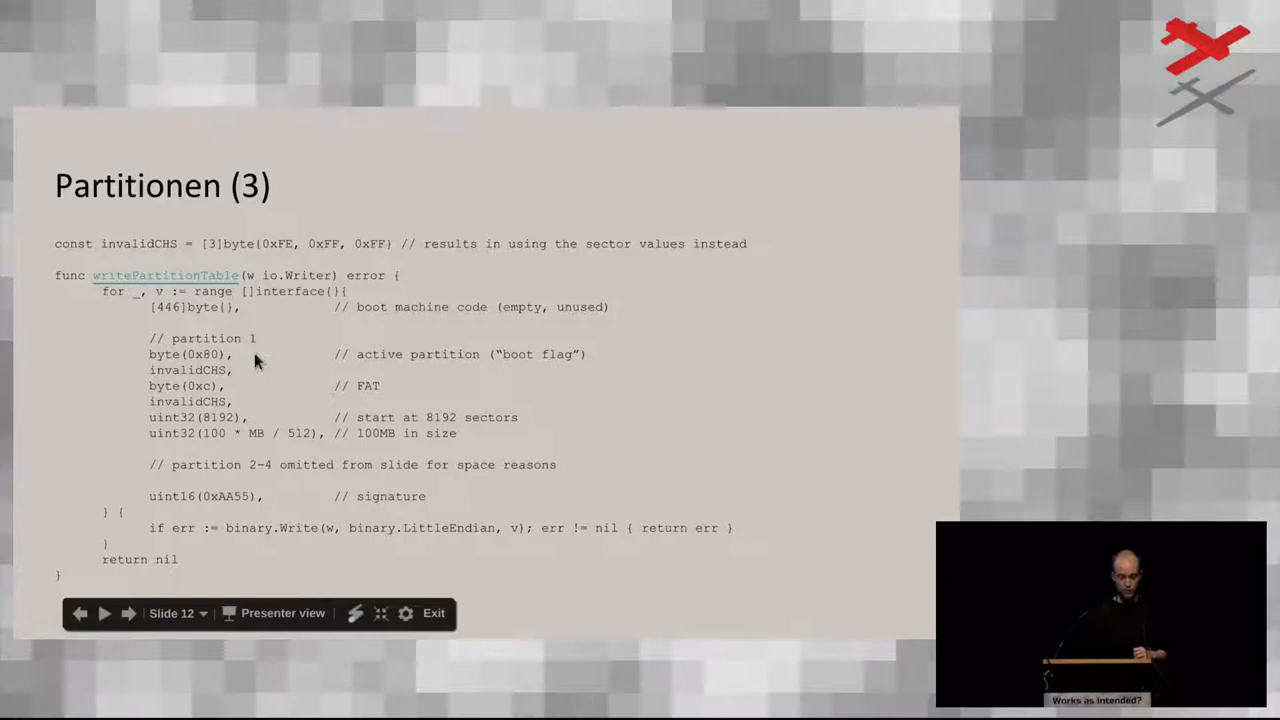 Partitionen (3)
const invalidCHS = [3]byte{0xFE, 0xFF, 0xFF} // results in using the sector values instead
func writePartitionTable(w io.Writer) error {
for _, v := range []interface{}{
[446]byte{}, // boot machine code (empty, unused)
// partition 1
byte(0x80), // active partition (“boot flag”)
invalidCHS,
byte(0xc), // FAT
invalidCHS,
uint32(8192), // start at 8192 sectors
uint32(100 * MB / 512), // 100MB in size
// partition 2-4 omitted from slide for space reasons
uint16(0xAA55), // signature
} {
if err := binary.Write(w, binary.LittleEndian, v); err != nil { return err }
}
return nil
}
Slide 12 Presenter view Exit
Works as intended?